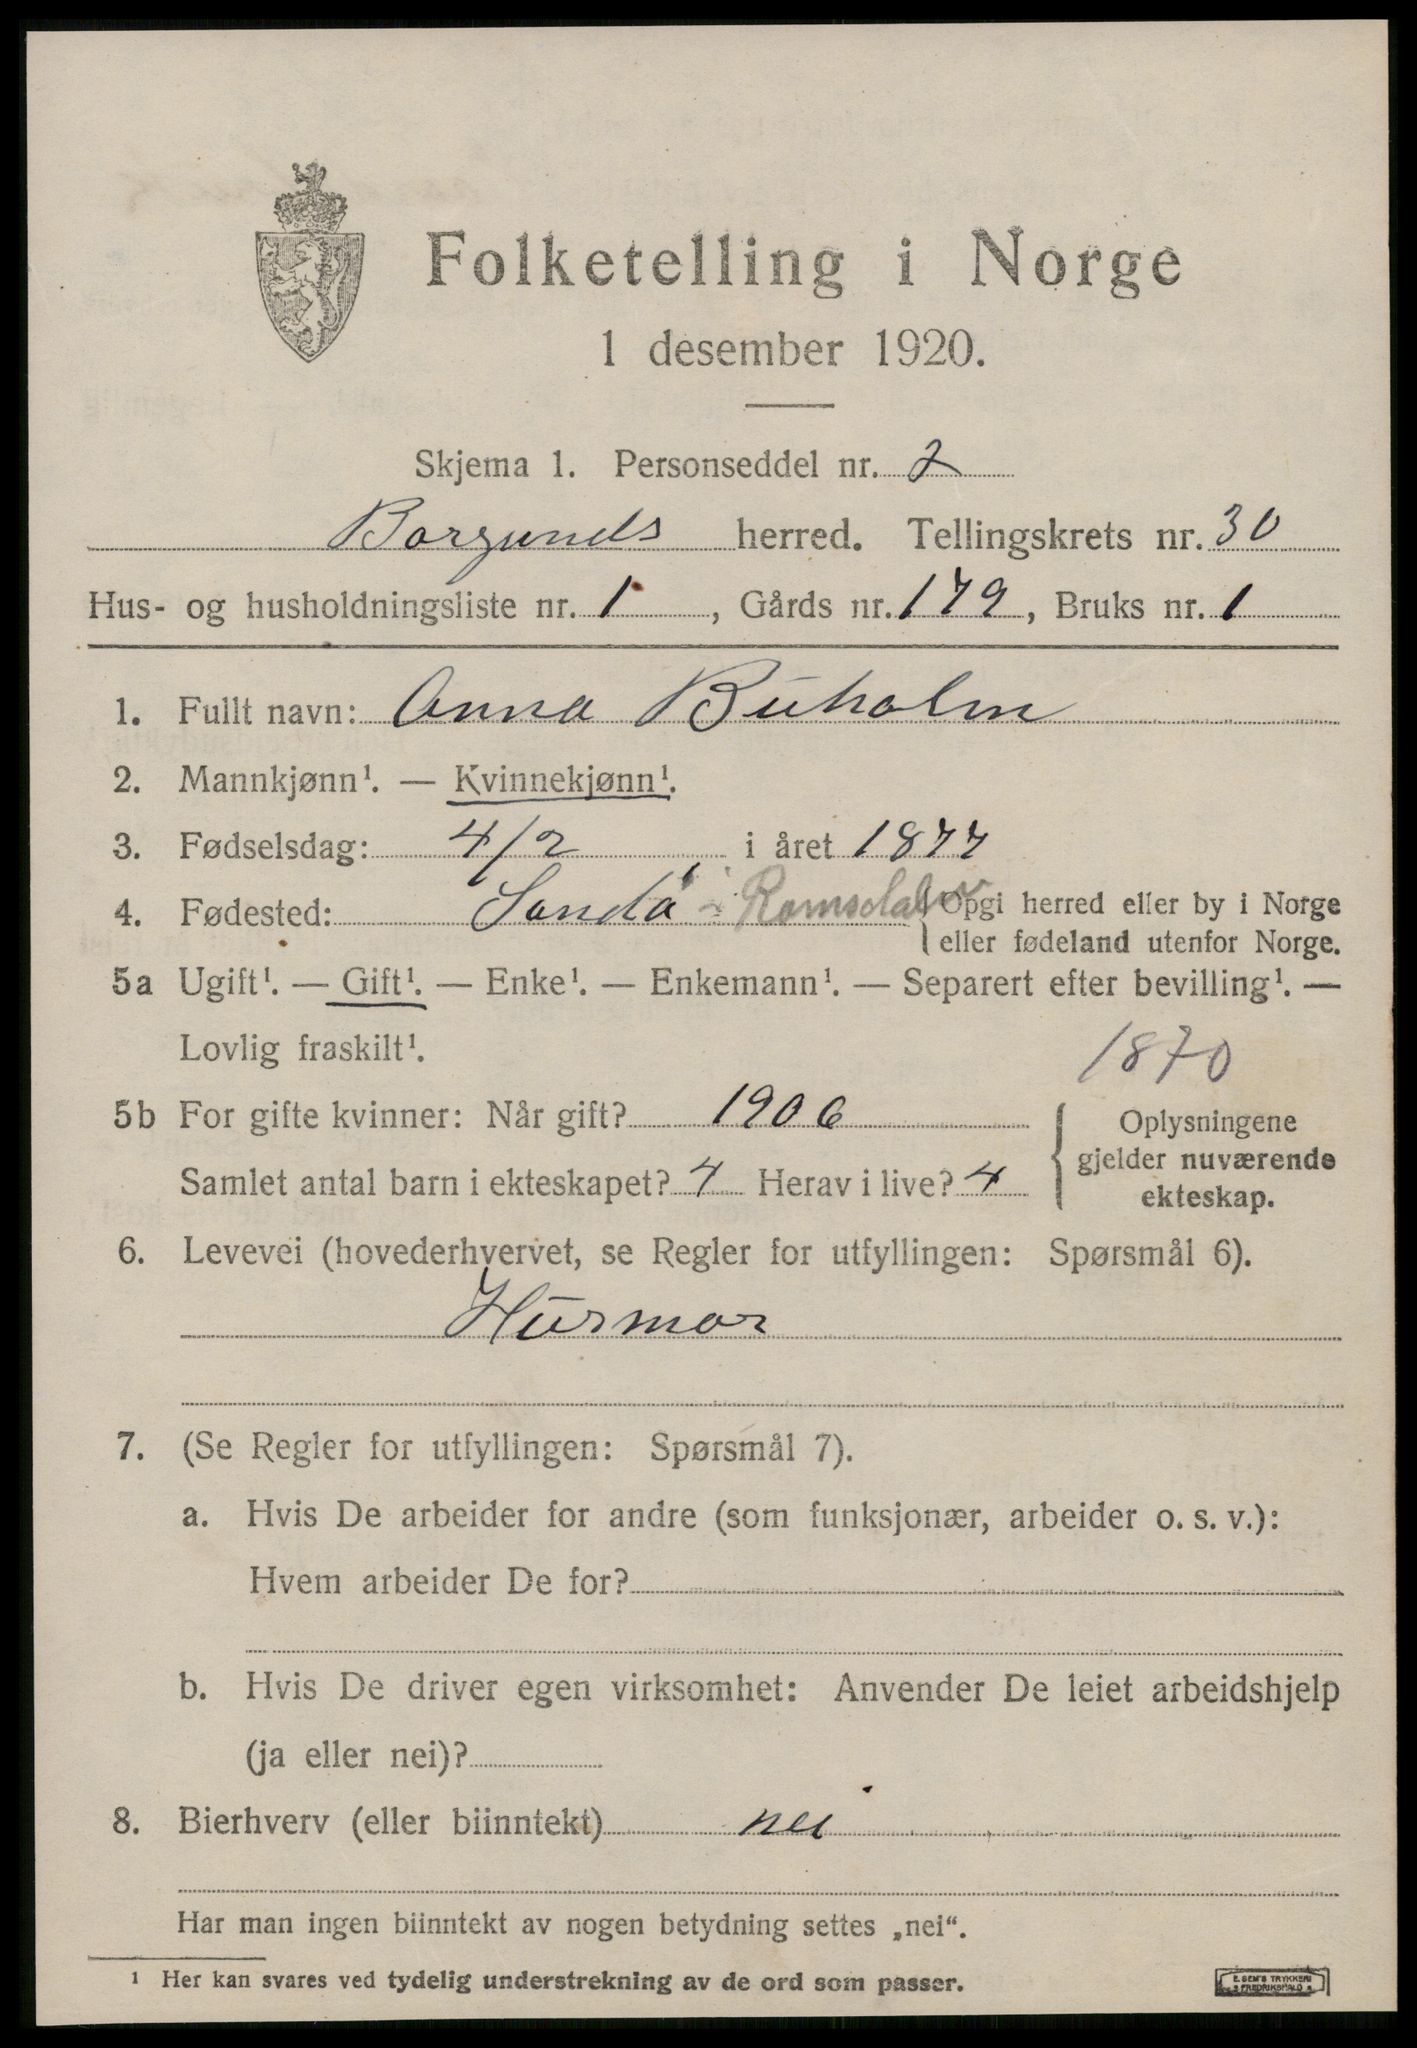 Folketelling i Norge
1 desember 1920.
Skjema 1. Personseddel nr. 2
Borgunds herred. Tellingskrets nr. 30
Hus- og husholdningsliste nr. 1, Gårds nr. 179, Bruks nr. 1
1. Fullt navn: Anna Buholm
2. Mannkjønn¹. — Kvinnekjønn¹.
3. Fødselsdag: 4/2 i året 1877
4. Fødested: Sandö i Romsdalen { Opgi herred eller by i Norge
eller fødeland utenfor Norge.
5a Ugift¹. — Gift¹. — Enke¹. — Enkemann¹. — Separert efter bevilling¹. —
Lovlig fraskilt¹.
1870
5b For gifte kvinner: Når gift? 1906
Samlet antal barn i ekteskapet? 4 Herav i live? 4
{ Oplysningene
gjelder nuværende
ekteskap.
6. Levevei (hovederhvervet, se Regler for utfyllingen: Spørsmål 6).
Husmor
7. (Se Regler for utfyllingen: Spørsmål 7).
a. Hvis De arbeider for andre (som funksjonær, arbeider o. s. v.):
Hvem arbeider De for?
b. Hvis De driver egen virksomhet: Anvender De leiet arbeidshjelp
(ja eller nei)?
8. Bierhverv (eller biinntekt) nei
Har man ingen biinntekt av nogen betydning settes „nei“.
¹ Her kan svares ved tydelig understrekning av de ord som passer.
E. SEM'S TRYKKERI
FREDRIKSHALD